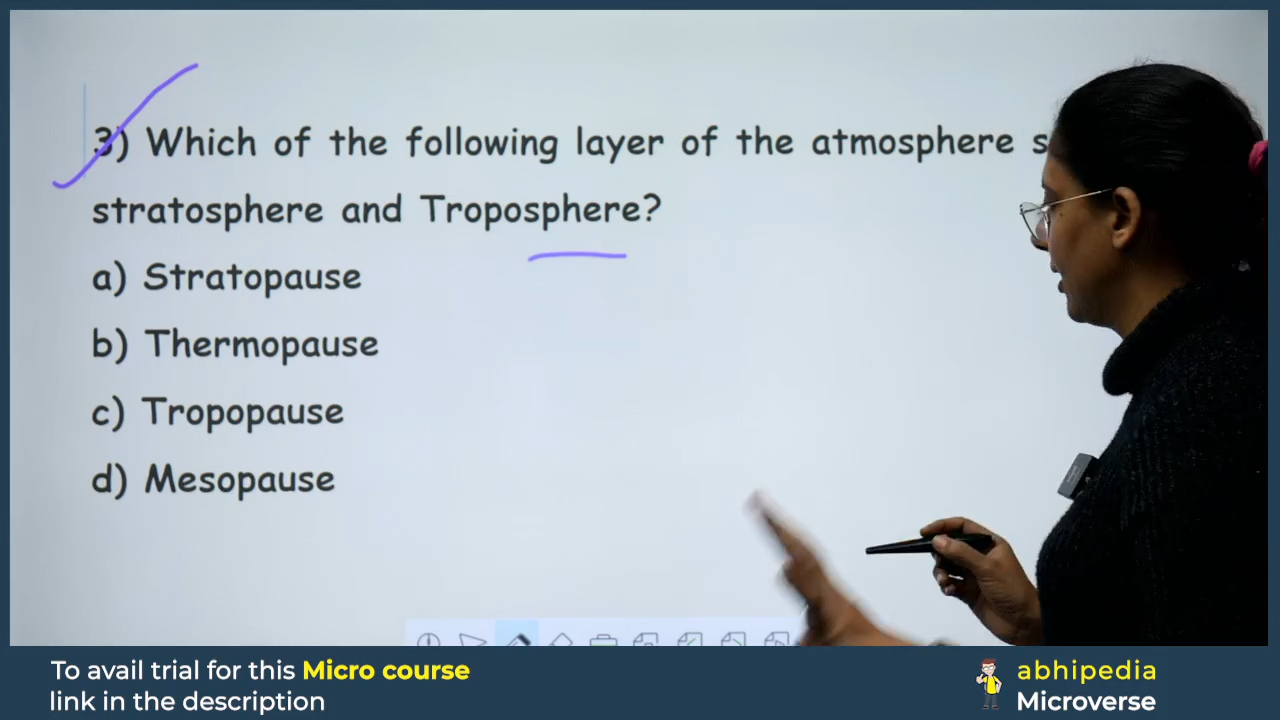 3) Which of the following layer of the atmosphere s
stratosphere and Troposphere?
a) Stratopause
b) Thermopause
c) Tropopause
d) Mesopause
To avail trial for this Micro course
link in the description
abhipedia
Microverse